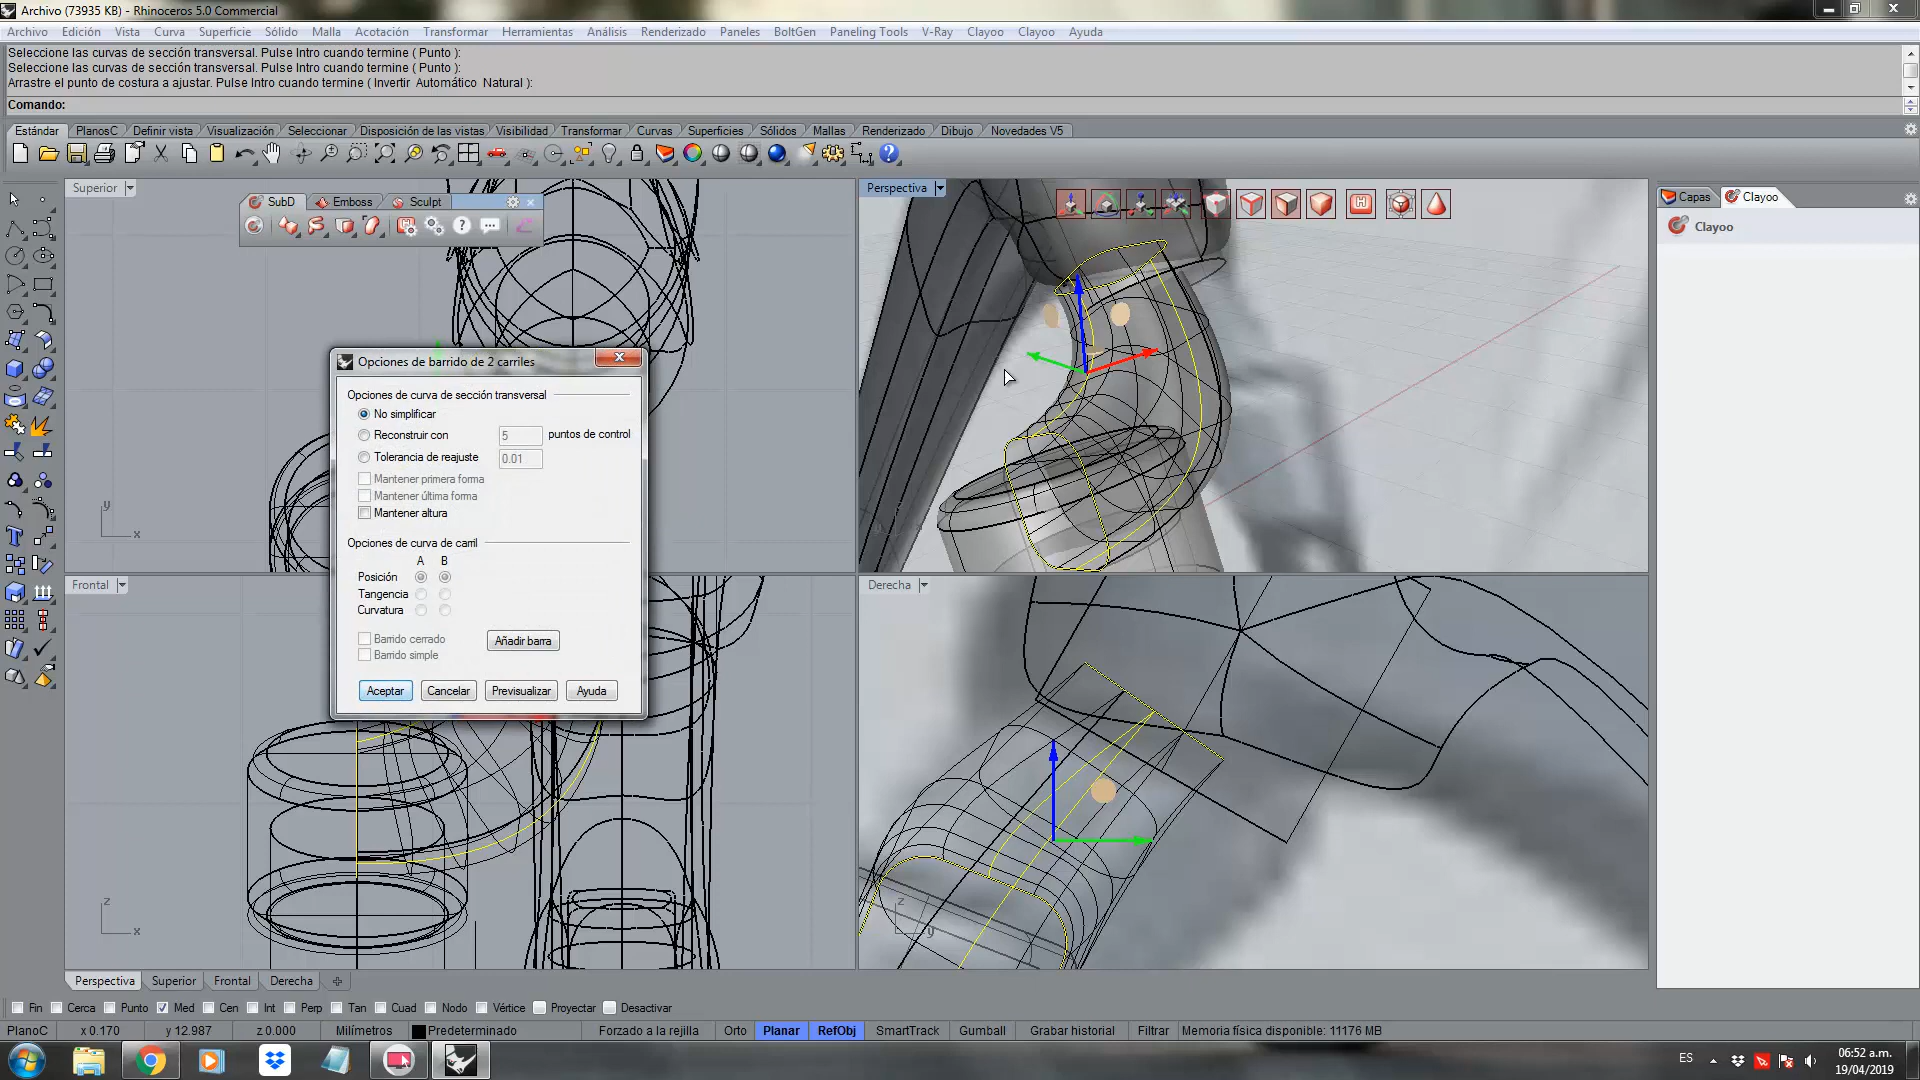 Archivo (73935 KB) - Rhinoceros 5.0 Commercial
Archivo Edición Vista Curva Superficie Sólido Malla Acotación Transformar Herramientas Análisis Renderizado Paneles BoltGen Paneling Tools V-Ray Clayoo Clayoo Ayuda
Seleccione las curvas de sección transversal. Pulse Intro cuando termine ( Punto ):
Seleccione las curvas de sección transversal. Pulse Intro cuando termine ( Punto ):
Arrastre el punto de costura a ajustar. Pulse Intro cuando termine ( Invertir Automático Natural ):
Comando:
Estándar PlanosC Definir vista Visualización Seleccionar Disposición de las vistas Visibilidad Transformar Curvas Superficies Sólidos Mallas Renderizado Dibujo Novedades V5
Superior
SubD Emboss Sculpt
Perspectiva
Capas Clayoo
Clayoo
Opciones de barrido de 2 carriles
Opciones de curva de sección transversal
No simplificar
Reconstruir con 5 puntos de control
Tolerancia de reajuste 0.01
Mantener primera forma
Mantener última forma
Mantener altura
Opciones de curva de carril
A B
Posición
Tangencia
Curvatura
Barrido cerrado
Añadir barra
Barrido simple
Aceptar Cancelar Previsualizar Ayuda
y x
Frontal
Derecha
z x
z y
Perspectiva Superior Frontal Derecha
Fin Cerca Punto Med Cen Int Perp Tan Cuad Nodo Vértice Proyectar Desactivar
PlanoC x 0.170 y 12.987 z 0.000 Milímetros Predeterminado Forzado a la rejilla Orto Planar RefObj SmartTrack Gumball Grabar historial Filtrar Memoria física disponible: 11176 MB
ES
06:52 a.m.
19/04/2019